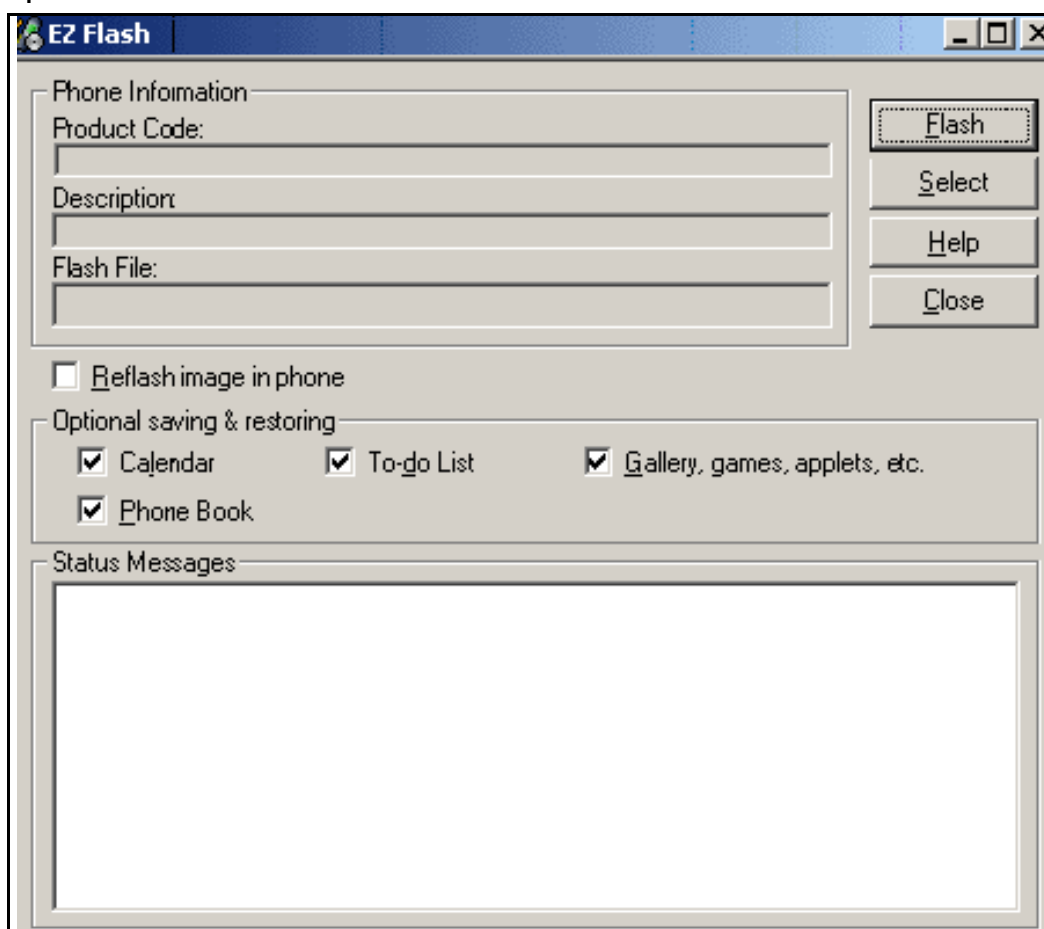 EZ Flash
Phone Information
Product Code:
Flash
Description:
Select
Flash File:
Help
Close
Reflash image in phone
Optional saving & restoring
Calendar To-do List Gallery, games, applets, etc.
Phone Book
Status Messages